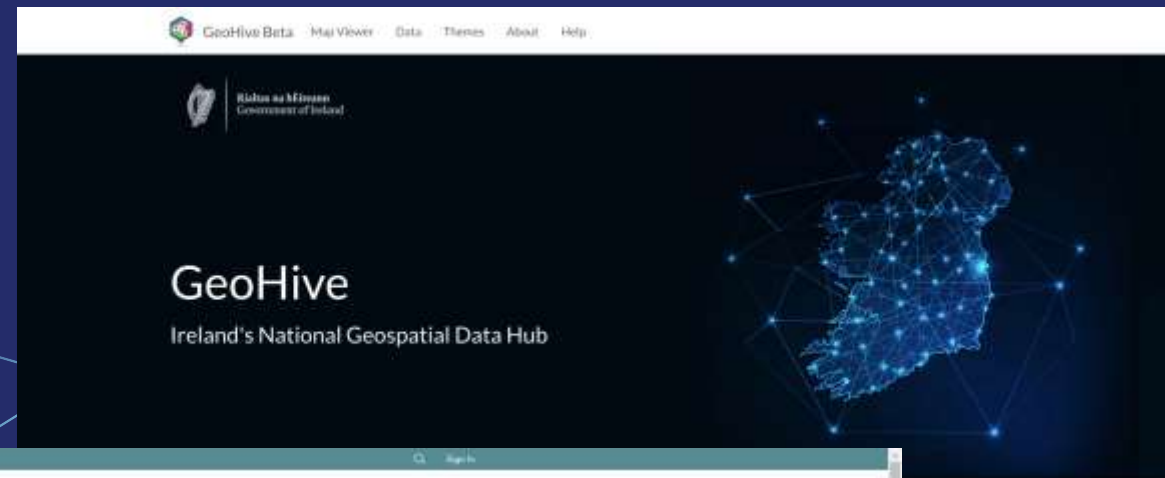 GeoHive Beta Map Viewer Data Themes About Help
Rialtas na hÉireann
Government of Ireland
GeoHive
Ireland's National Geospatial Data Hub
Sign In